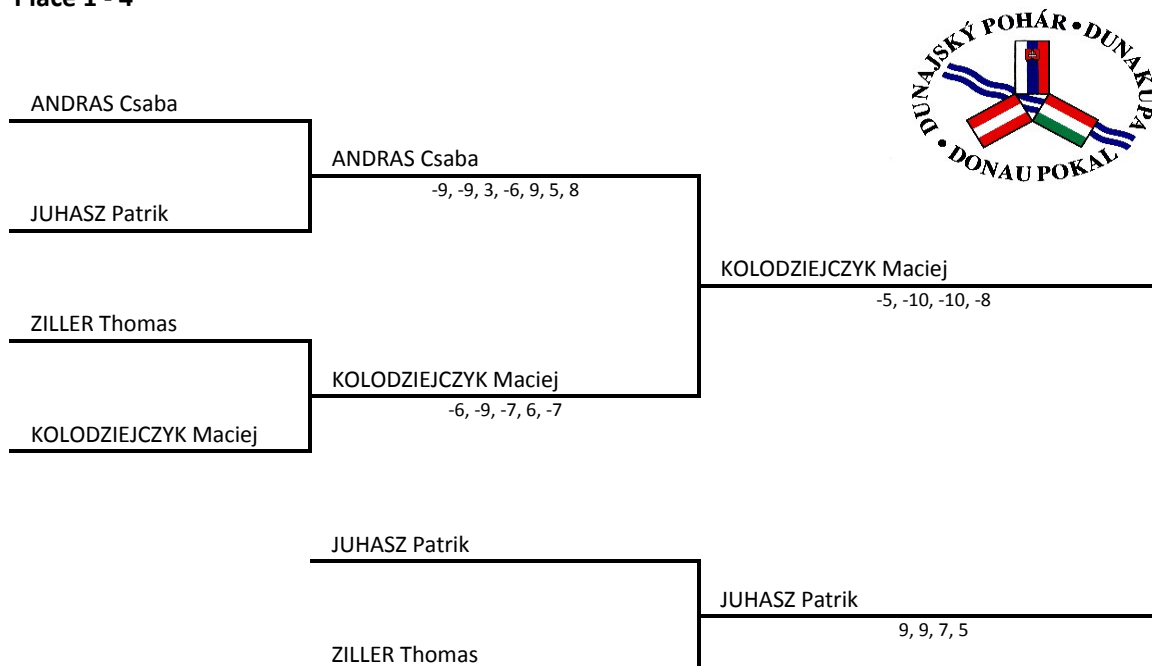 Place 1 - 4
DUNAJSKÝ POHÁR • DUNA KUPA • DONAU POKAL
ANDRAS Csaba
ANDRAS Csaba
-9, -9, 3, -6, 9, 5, 8
JUHASZ Patrik
KOLODZIEJCZYK Maciej
-5, -10, -10, -8
ZILLER Thomas
KOLODZIEJCZYK Maciej
-6, -9, -7, 6, -7
KOLODZIEJCZYK Maciej
JUHASZ Patrik
JUHASZ Patrik
9, 9, 7, 5
ZILLER Thomas